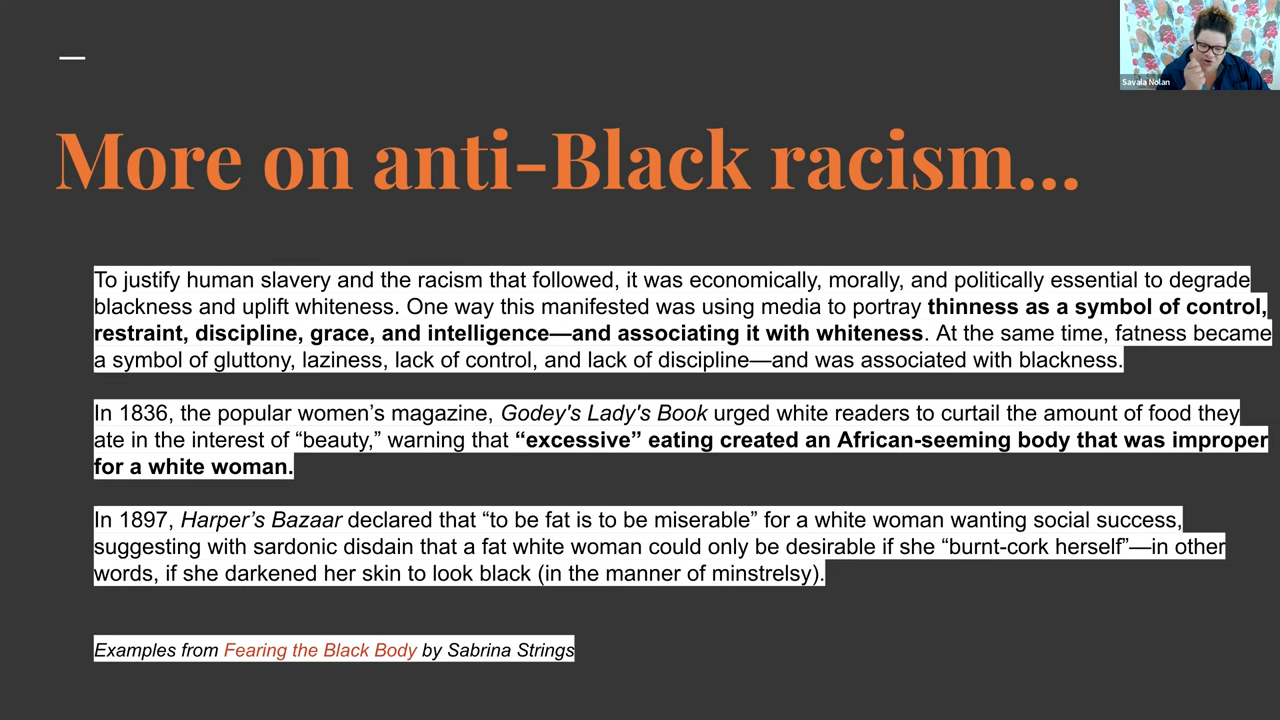 Savala Nolan
More on anti-Black racism...
To justify human slavery and the racism that followed, it was economically, morally, and politically essential to degrade
blackness and uplift whiteness. One way this manifested was using media to portray thinness as a symbol of control,
restraint, discipline, grace, and intelligence—and associating it with whiteness. At the same time, fatness became
a symbol of gluttony, laziness, lack of control, and lack of discipline—and was associated with blackness.
In 1836, the popular women’s magazine, Godey's Lady's Book urged white readers to curtail the amount of food they
ate in the interest of “beauty,” warning that “excessive” eating created an African-seeming body that was improper
for a white woman.
In 1897, Harper’s Bazaar declared that “to be fat is to be miserable” for a white woman wanting social success,
suggesting with sardonic disdain that a fat white woman could only be desirable if she “burnt-cork herself”—in other
words, if she darkened her skin to look black (in the manner of minstrelsy).
Examples from Fearing the Black Body by Sabrina Strings